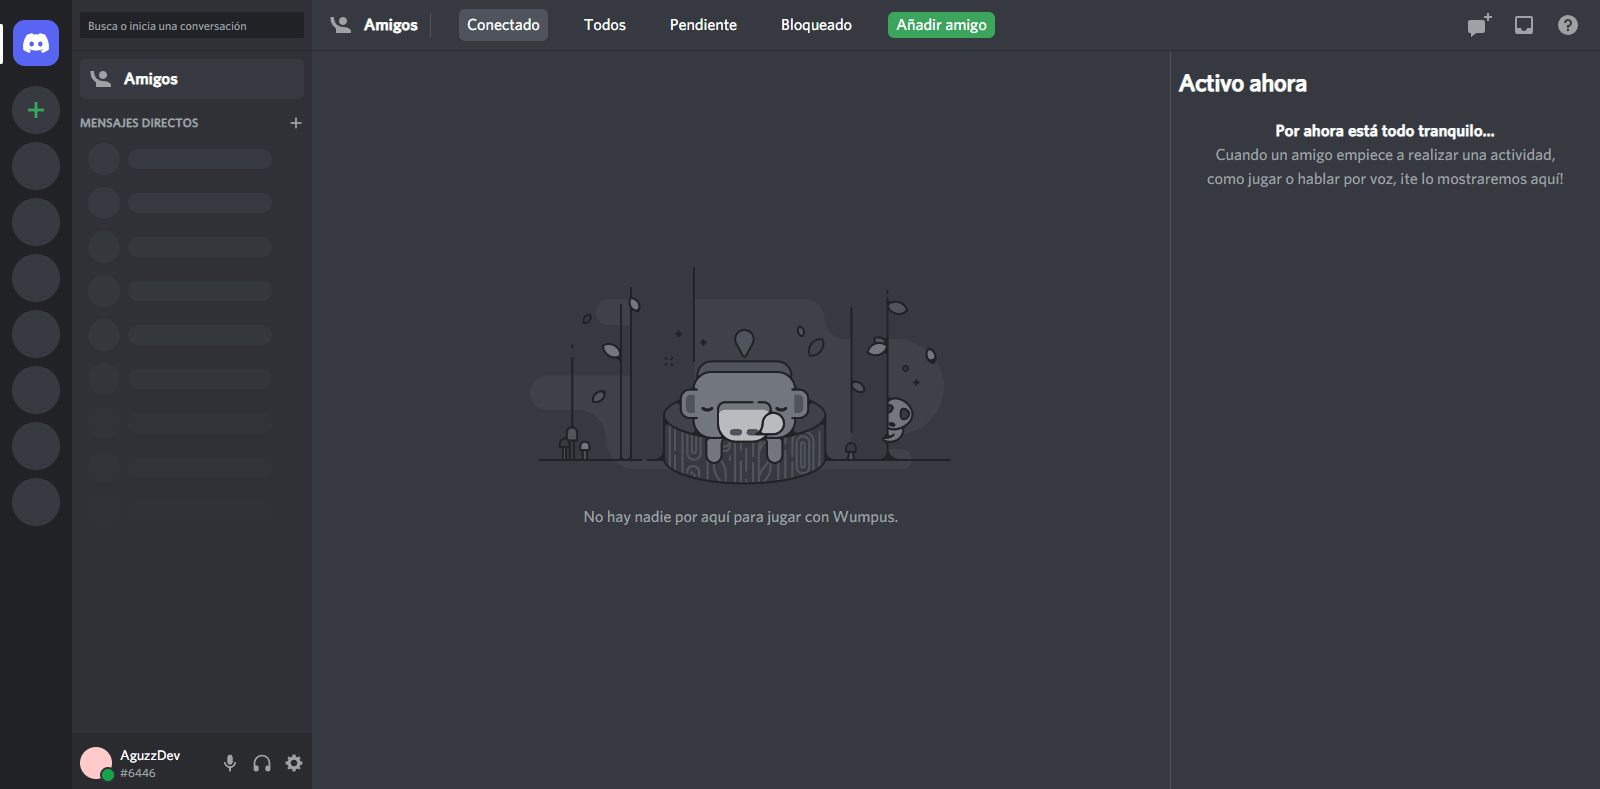 Busca o inicia una conversación
Amigos
Conectado
Todos
Pendiente
Bloqueado
Añadir amigo
Amigos
MENSAJES DIRECTOS
Activo ahora
Por ahora está todo tranquilo...
Cuando un amigo empiece a realizar una actividad,
como jugar o hablar por voz, ¡te lo mostraremos aquí!
No hay nadie por aquí para jugar con Wumpus.
AguzzDev
#6446